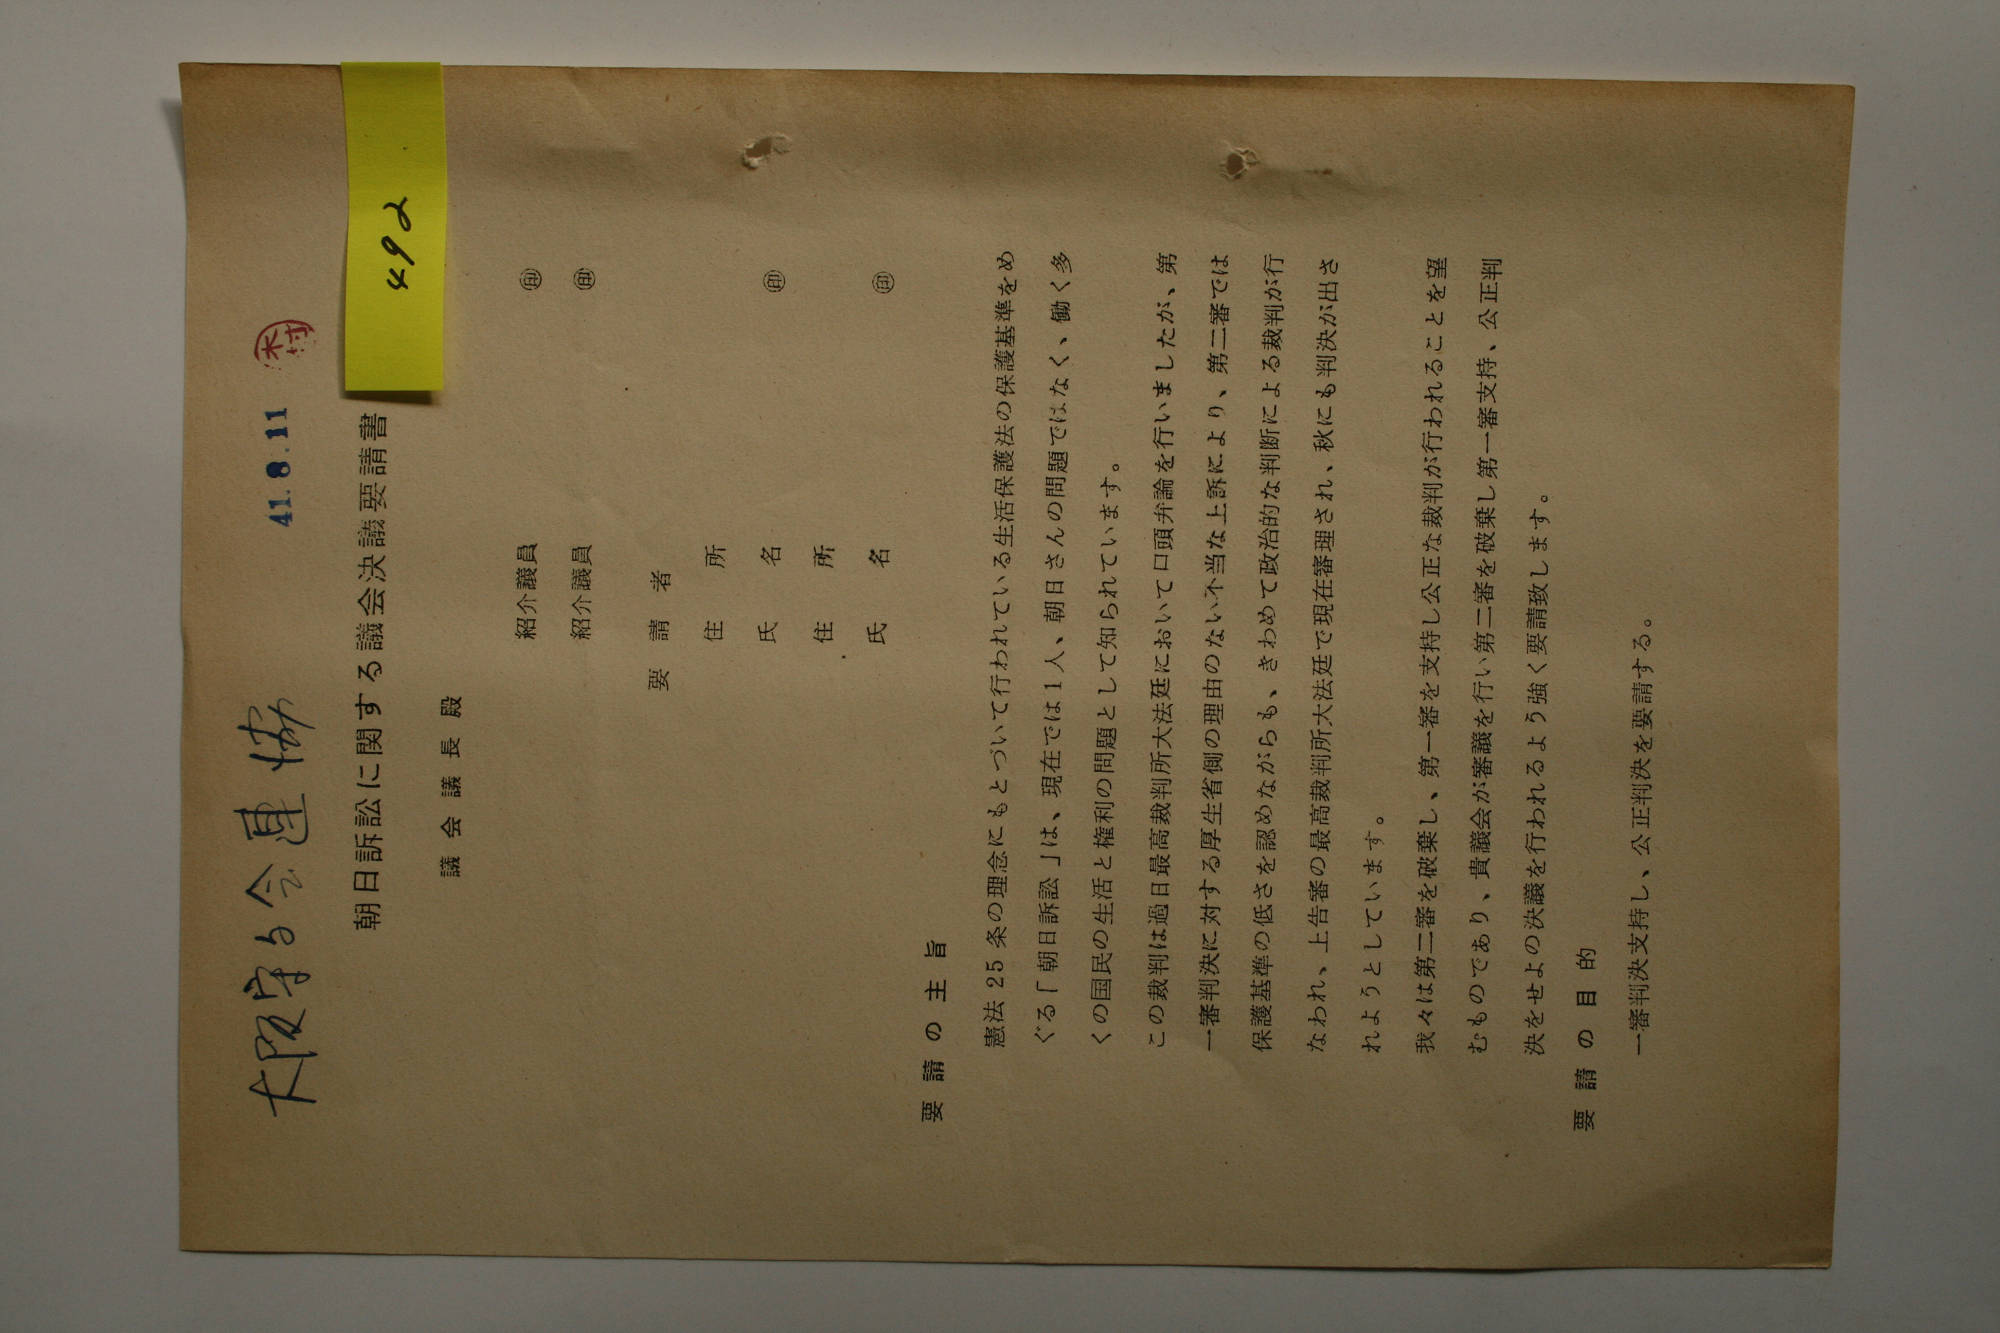 大阪守る会連協
41.8.11
木村
492
朝日訴訟に関する議会決議要請書
議会議長殿
紹介議員 ㊞
紹介議員 ㊞
要請者
住所
氏名 ㊞
住所
氏名 ㊞
要請の主旨
憲法25条の理念にもとづいて行われている生活保護法の保護基準をめ
ぐる「朝日訴訟」は、現在では1人、朝日さんの問題ではなく、働く多
くの国民の生活と権利の問題として知られています。
この裁判は過日最高裁判所大法廷において口頭弁論を行いましたが、第
一審判決に対する厚生省側の理由のない不当な上訴により、第二審では
保護基準の低さを認めながらも、きわめて政治的な判断による裁判が行
なわれ、上告審の最高裁判所大法廷で現在審理され、秋にも判決が出さ
れようとしています。
我々は第二審を破棄し、第一審を支持し公正な裁判が行われることを望
むものであり、貴議会が審議を行い第二審を破棄し第一審支持、公正判
決をせよの決議を行われるよう強く要請致します。
要請の目的
一審判決支持し、公正判決を要請する。